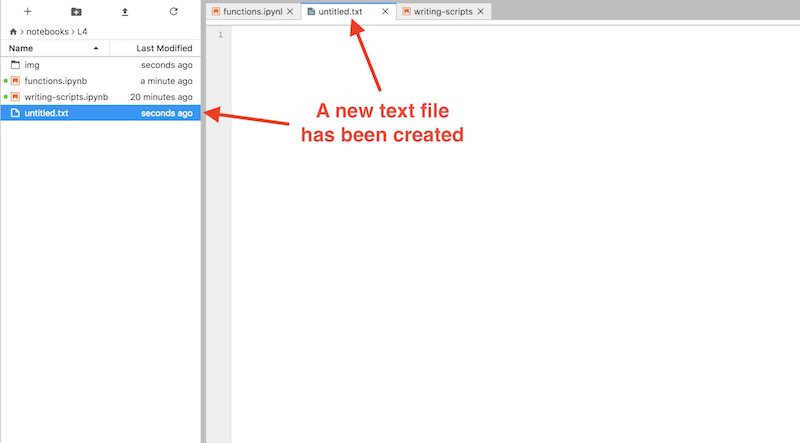 functions.ipynl
untitled.txt
writing-scripts
notebooks > L4
Name
Last Modified
img
seconds ago
functions.ipynb
a minute ago
writing-scripts.ipynb
20 minutes ago
untitled.txt
seconds ago
1
A new text file
has been created